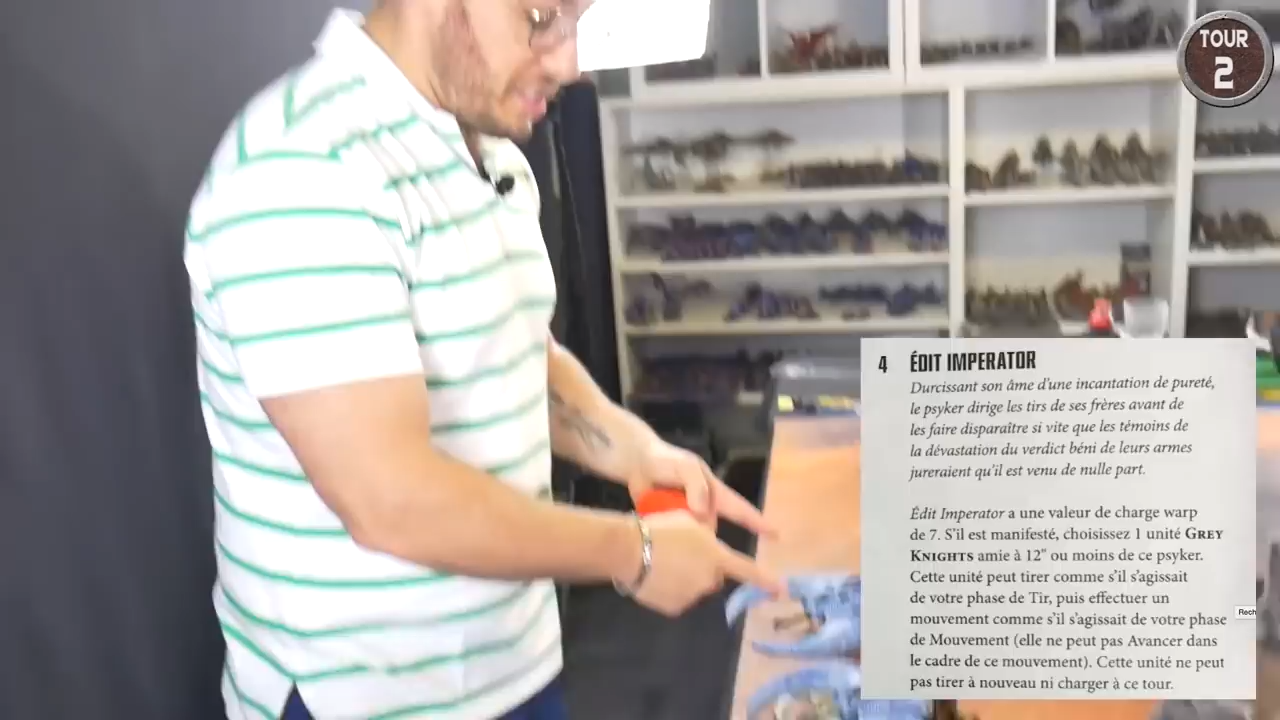 TOUR
2
4 ÉDIT IMPERATOR
Durcissant son âme d'une incantation de pureté,
le psyker dirige les tirs de ses frères avant de
les faire disparaître si vite que les témoins de
la dévastation du verdict béni de leurs armes
jureraient qu'il est venu de nulle part.
Édit Imperator a une valeur de charge warp
de 7. S'il est manifesté, choisissez 1 unité GREY
KNIGHTS amie à 12" ou moins de ce psyker.
Cette unité peut tirer comme s'il s'agissait
de votre phase de Tir, puis effectuer un
mouvement comme s'il s'agissait de votre phase
de Mouvement (elle ne peut pas Avancer dans
le cadre de ce mouvement). Cette unité ne peut
pas tirer à nouveau ni charger à ce tour.
Rech